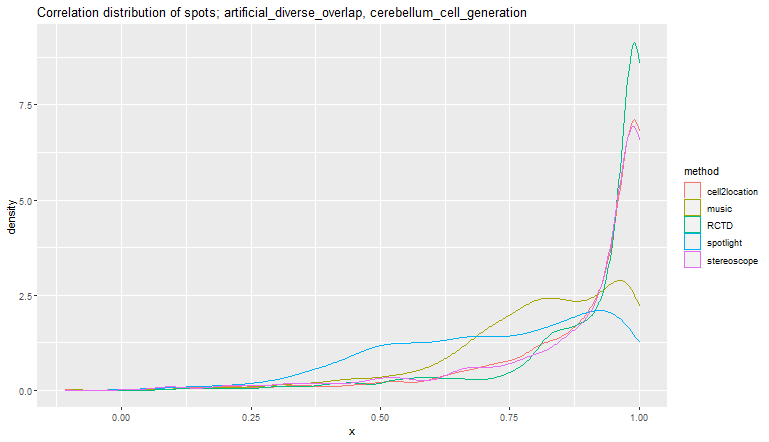 Correlation distribution of spots; artificial_diverse_overlap, cerebellum_cell_generation
density
7.5
5.0
2.5
0.0
0.00
0.25
0.50
0.75
1.00
x
method
cell2location
music
RCTD
spotlight
stereoscope